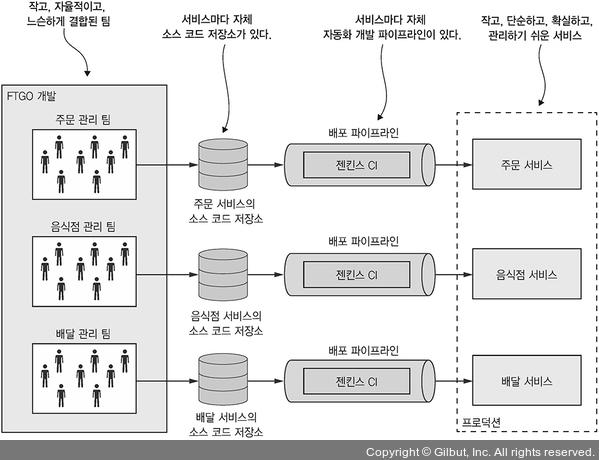 작고, 자율적이고,
느슨하게 결합된 팀
서비스마다 자체
소스 코드 저장소가 있다.
서비스마다 자체
자동화 개발 파이프라인이 있다.
작고, 단순하고, 확실하고,
관리하기 쉬운 서비스
FTGO 개발
주문 관리 팀
주문 서비스의
소스 코드 저장소
배포 파이프라인
젠킨스 CI
주문 서비스
음식점 관리 팀
음식점 서비스의
소스 코드 저장소
배포 파이프라인
젠킨스 CI
음식점 서비스
배달 관리 팀
배달 서비스의
소스 코드 저장소
배포 파이프라인
젠킨스 CI
배달 서비스
프로덕션
Copyright © Gilbut, Inc. All rights reserved.